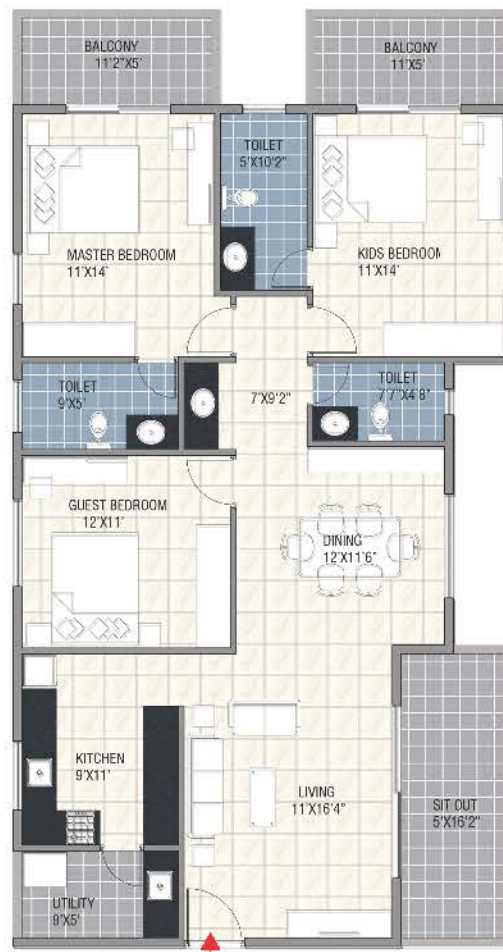 BALCONY
11'2"X5'
BALCONY
11'X5'
TOILET
5'X10'2"
MASTER BEDROOM
11'X14'
KIDS BEDROOM
11'X14'
TOILET
9'X5'
7'X9'2"
TOILET
7'7"X4'8"
GUEST BEDROOM
12'X11'
DINING
12'X11'6"
KITCHEN
9'X11'
LIVING
11'X16'4"
SIT OUT
5'X16'2"
UTILITY
9'X5'